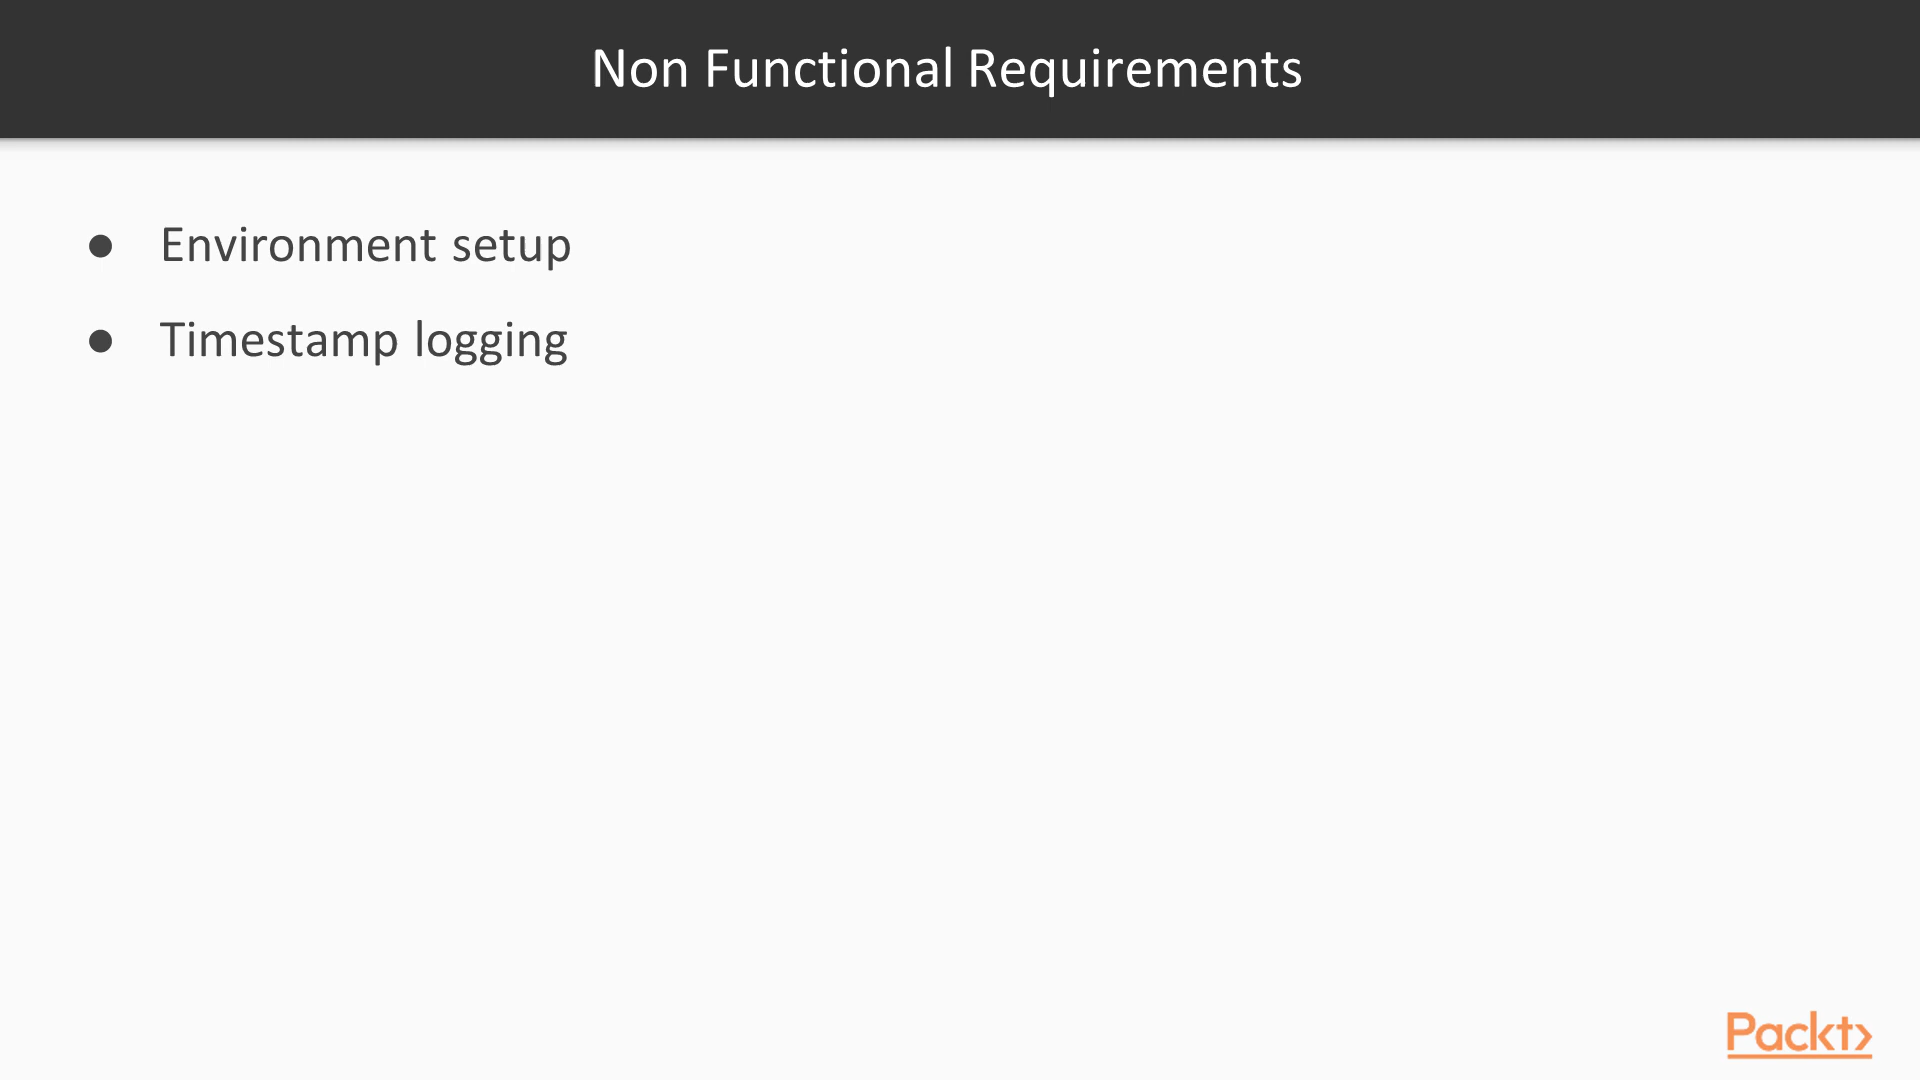 Non Functional Requirements
● Environment setup
● Timestamp logging
Packt>